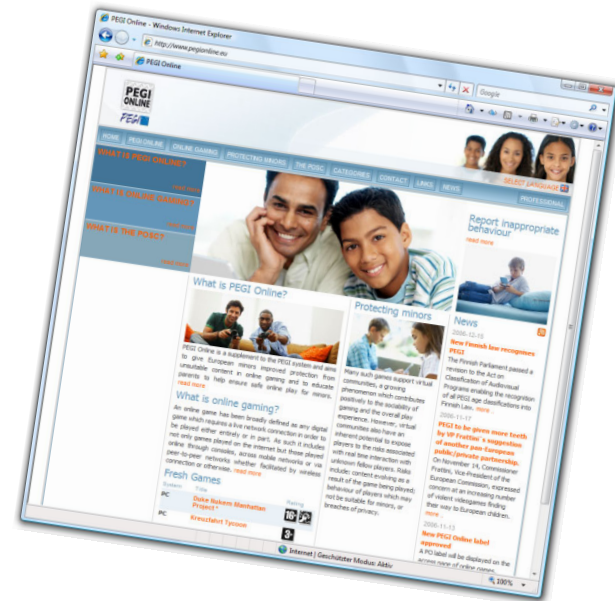 PEGI Online - Windows Internet Explorer
http://www.pegionline.eu
Google
PEGI Online
PEGI
ONLINE
PEGI
SELECT LANGUAGE
HOME PEGI ONLINE ONLINE GAMING PROTECTING MINORS THE POSC CATEGORIES CONTACT LINKS NEWS PROFESSIONAL
WHAT IS PEGI ONLINE?
read more
WHAT IS ONLINE GAMING?
read more
WHAT IS THE POSC?
read more
What is PEGI Online?
PEGI Online is a supplement to the PEGI system and aims
to give European minors improved protection from
unsuitable content in online gaming and to educate
parents to help ensure safe online play for minors.
read more
What is online gaming?
An online game has been broadly defined as any digital
game which requires a live network connection in order to
be played either entirely or in part. As such it includes
not only games played on the internet but those played
online through consoles, across mobile networks or via
peer-to-peer networks whether facilitated by wireless
connection or otherwise. read more
Fresh Games
System Title Rating
PC Duke Nukem Manhattan
Project * 16+
PC Kreuzfahrt Tycoon 3+
Protecting minors
Many such games support virtual
communities, a growing
phenomenon which contributes
positively to the sociability of
gaming and the overall play
experience. However, virtual
communities also have an
inherent potential to expose
players to the risks associated
with real time interaction with
unknown fellow players. Risks
include: content evolving as a
result of the game being played;
behaviour of players which may
not be suitable for minors, or
breaches of privacy.
Report inappropriate
behaviour
read more
News
2006-12-15
New Finnish law recognises
PEGI
The Finnish Parliament passed a
revision to the Act on
Classification of Audiovisual
Programs enabling the recognition
of all PEGI age classifications into
Finnish Law. more ..
2006-11-17
PEGI to be given more teeth
by VP Frattini´s suggestion
of another pan-European
public/private partnership.
On November 14, Commissioner
Frattini, Vice-President of the
European Commission, expressed
concern at an increasing number
of violent videogames finding
their way to European children.
more ..
2006-11-13
New PEGI Online label
approved
A PO label will be displayed on the
access page of online games.
Internet | Geschützter Modus: Aktiv
100%